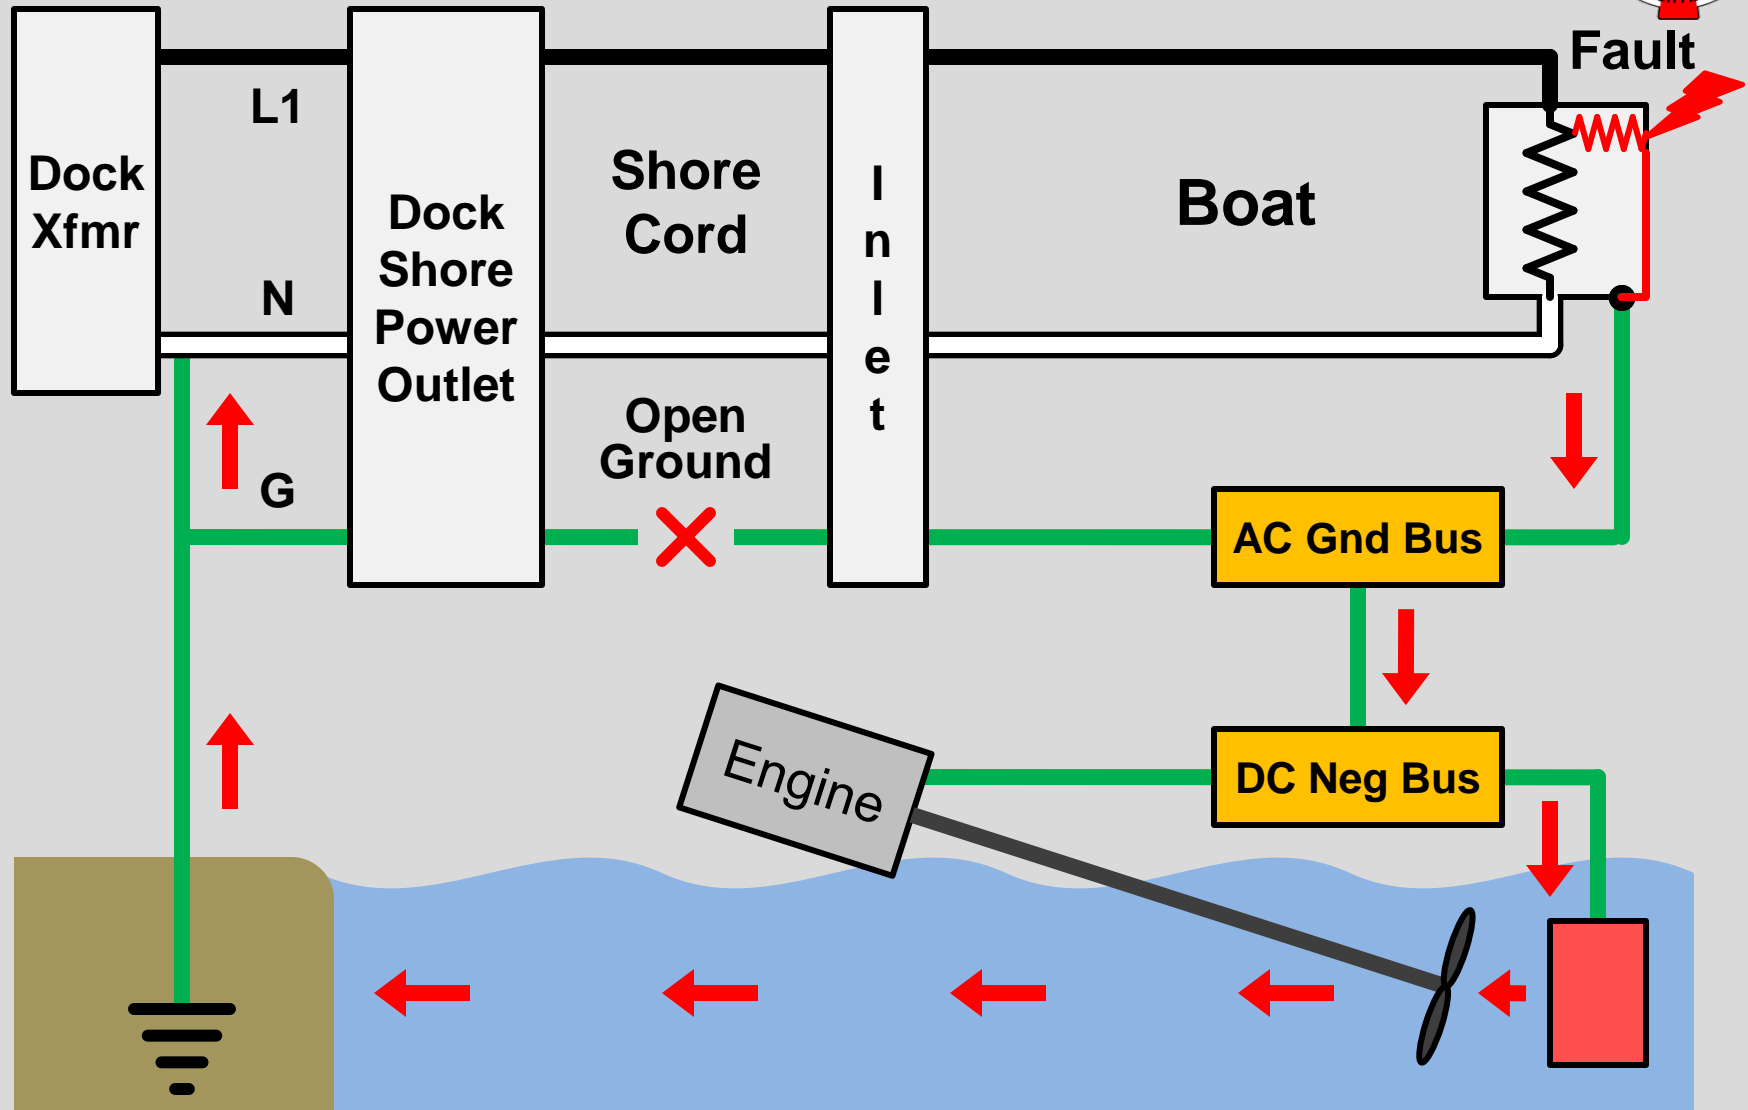 Fault
L1
Dock
Xfmr
N
G
Dock
Shore
Power
Outlet
Shore
Cord
Open
Ground
I
n
l
e
t
Boat
AC Gnd Bus
DC Neg Bus
Engine